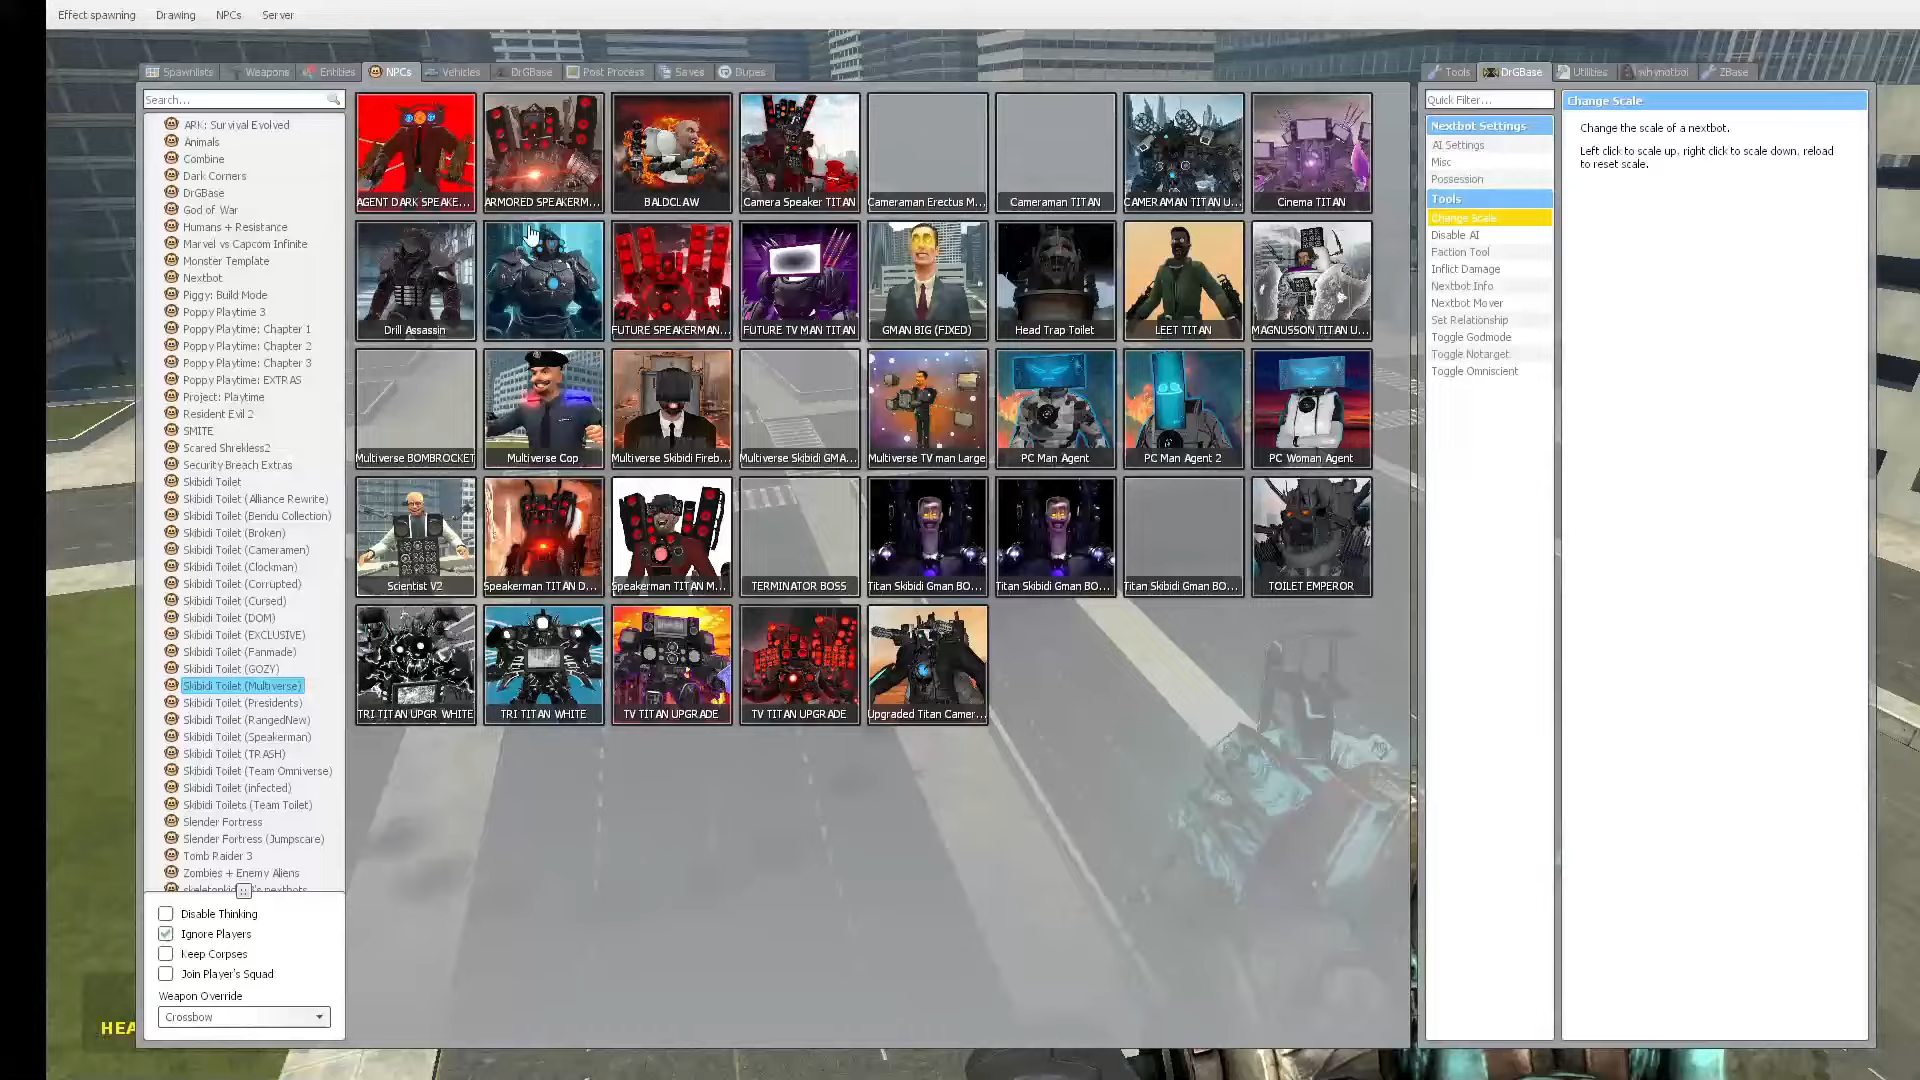 Effect spawning Drawing NPCs Server
Spawnlists Weapons Entities NPCs Vehicles DrGBase Post Process Saves Dupes
Tools DrGBase Utilities whynottool ZBase
Search...
ARK: Survival Evolved
Animals
Combine
Dark Corners
DrGBase
God of War
Humans + Resistance
Marvel vs Capcom Infinite
Monster Template
Nextbot
Piggy: Build Mode
Poppy Playtime 3
Poppy Playtime: Chapter 1
Poppy Playtime: Chapter 2
Poppy Playtime: Chapter 3
Poppy Playtime: EXTRAS
Project: Playtime
Resident Evil 2
SMITE
Scared Shrekless2
Security Breach Extras
Skibidi Toilet
Skibidi Toilet (Alliance Rewrite)
Skibidi Toilet (Bendu Collection)
Skibidi Toilet (Broken)
Skibidi Toilet (Cameramen)
Skibidi Toilet (Clockman)
Skibidi Toilet (Corrupted)
Skibidi Toilet (Cursed)
Skibidi Toilet (DOM)
Skibidi Toilet (EXCLUSIVE)
Skibidi Toilet (Fanmade)
Skibidi Toilet (GOZY)
Skibidi Toilet (Multiverse)
Skibidi Toilet (Presidents)
Skibidi Toilet (RangedNew)
Skibidi Toilet (Speakerman)
Skibidi Toilet (TRASH)
Skibidi Toilet (Team Omniverse)
Skibidi Toilet (infected)
Skibidi Toilets (Team Toilet)
Slender Fortress
Slender Fortress (Jumpscare)
Tomb Raider 3
Zombies + Enemy Aliens
Disable Thinking
Ignore Players
Keep Corpses
Join Player's Squad
Weapon Override
Crossbow
HEA
AGENT DARK SPEAKE... ARMORED SPEAKERM... BALDCLAW Camera Speaker TITAN Cameraman Erectus M... Cameraman TITAN CAMERAMAN TITAN U... Cinema TITAN
Drill Assassin FUTURE SPEAKERMAN... FUTURE TV MAN TITAN GMAN BIG (FIXED) Head Trap Toilet LEET TITAN MAGNUSSON TITAN U...
Multiverse BOMBROCKET Multiverse Cop Multiverse Skibidi Fireb... Multiverse Skibidi GMA... Multiverse TV man Large PC Man Agent PC Man Agent 2 PC Woman Agent
Scientist V2 Speakerman TITAN D... Speakerman TITAN M... TERMINATOR BOSS Titan Skibidi Gman BO... Titan Skibidi Gman BO... Titan Skibidi Gman BO... TOILET EMPEROR
TRI TITAN UPGR WHITE TRI TITAN WHITE TV TITAN UPGRADE TV TITAN UPGRADE Upgraded Titan Camer...
Quick Filter...
Nextbot Settings
AI Settings
Misc
Possession
Tools
Change Scale
Disable AI
Faction Tool
Inflict Damage
Nextbot Info
Nextbot Mover
Set Relationship
Toggle Godmode
Toggle Notarget
Toggle Omniscient
Change Scale
Change the scale of a nextbot.
Left click to scale up, right click to scale down, reload
to reset scale.